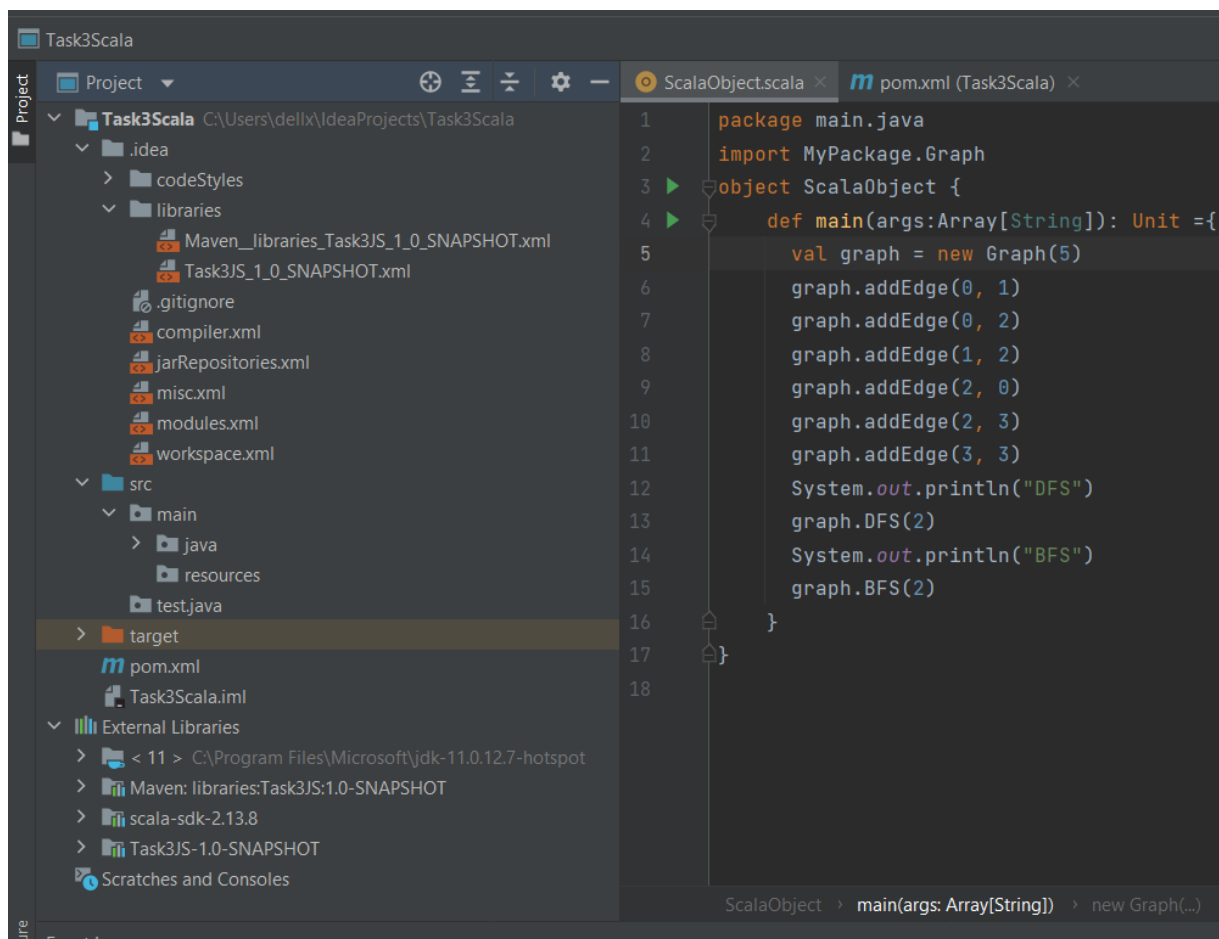 Task3Scala
Project
Project
Task3Scala C:\Users\dellx\IdeaProjects\Task3Scala
.idea
codeStyles
libraries
Maven__libraries_Task3JS_1_0_SNAPSHOT.xml
Task3JS_1_0_SNAPSHOT.xml
.gitignore
compiler.xml
jarRepositories.xml
misc.xml
modules.xml
workspace.xml
src
main
java
resources
test.java
target
pom.xml
Task3Scala.iml
External Libraries
< 11 > C:\Program Files\Microsoft\jdk-11.0.12.7-hotspot
Maven: libraries:Task3JS:1.0-SNAPSHOT
scala-sdk-2.13.8
Task3JS-1.0-SNAPSHOT
Scratches and Consoles
ScalaObject.scala
pom.xml (Task3Scala)
1 package main.java
2 import MyPackage.Graph
3 object ScalaObject {
4 def main(args:Array[String]): Unit ={
5 val graph = new Graph(5)
6 graph.addEdge(0, 1)
7 graph.addEdge(0, 2)
8 graph.addEdge(1, 2)
9 graph.addEdge(2, 0)
10 graph.addEdge(2, 3)
11 graph.addEdge(3, 3)
12 System.out.println("DFS")
13 graph.DFS(2)
14 System.out.println("BFS")
15 graph.BFS(2)
16 }
17 }
18
ScalaObject › main(args: Array[String]) › new Graph(...)